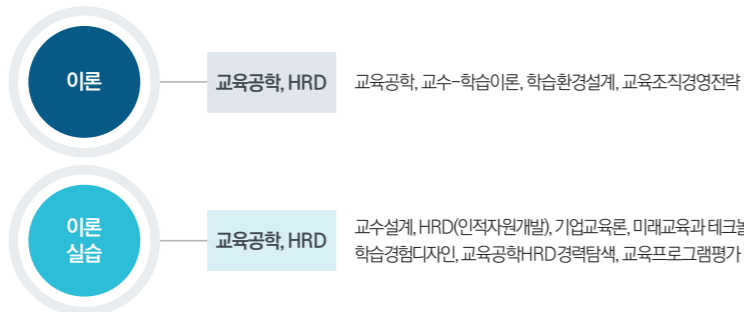 이론
교육공학, HRD
교육공학, 교수-학습이론, 학습환경설계, 교육조직경영전략
이론
실습
교육공학, HRD
교수설계, HRD(인적자원개발), 기업교육론, 미래교육과
학습경험디자인, 교육공학HRD경력탐색, 교육프로그램평가